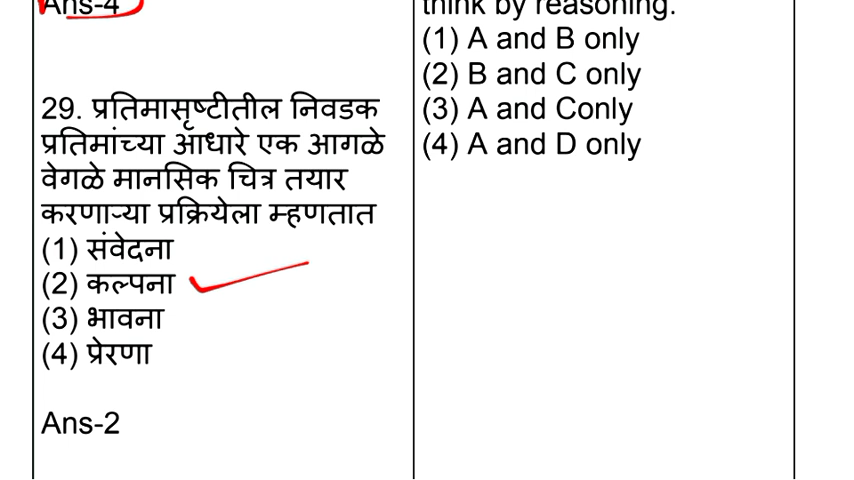 Ans-4
29. प्रतिमासृष्टीतील निवडक
प्रतिमांच्या आधारे एक आगळे
वेगळे मानसिक चित्र तयार
करणाऱ्या प्रक्रियेला म्हणतात
(1) संवेदना
(2) कल्पना
(3) भावना
(4) प्रेरणा
Ans-2
think by reasoning.
(1) A and B only
(2) B and C only
(3) A and Conly
(4) A and D only